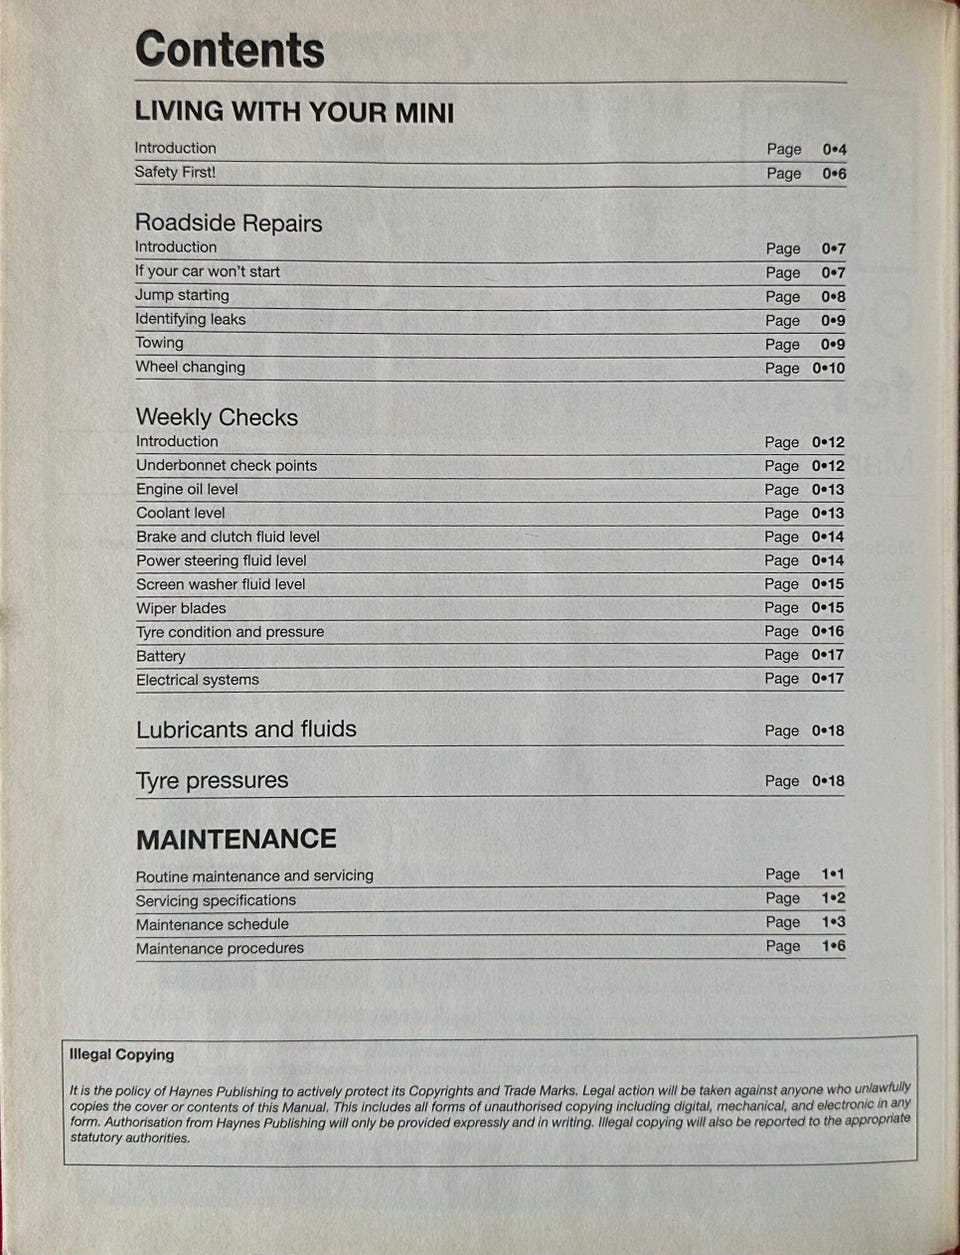 Contents
LIVING WITH YOUR MINI
Introduction Page 0•4
Safety First! Page 0•6
Roadside Repairs
Introduction Page 0•7
If your car won't start Page 0•7
Jump starting Page 0•8
Identifying leaks Page 0•9
Towing Page 0•9
Wheel changing Page 0•10
Weekly Checks
Introduction Page 0•12
Underbonnet check points Page 0•12
Engine oil level Page 0•13
Coolant level Page 0•13
Brake and clutch fluid level Page 0•14
Power steering fluid level Page 0•14
Screen washer fluid level Page 0•15
Wiper blades Page 0•15
Tyre condition and pressure Page 0•16
Battery Page 0•17
Electrical systems Page 0•17
Lubricants and fluids Page 0•18
Tyre pressures Page 0•18
MAINTENANCE
Routine maintenance and servicing Page 1•1
Servicing specifications Page 1•2
Maintenance schedule Page 1•3
Maintenance procedures Page 1•6
Illegal Copying
It is the policy of Haynes Publishing to actively protect its Copyrights and Trade Marks. Legal action will be taken against anyone who unlawfully
copies the cover or contents of this Manual. This includes all forms of unauthorised copying including digital, mechanical, and electronic in any
form. Authorisation from Haynes Publishing will only be provided expressly and in writing. Illegal copying will also be reported to the appropriate
statutory authorities.